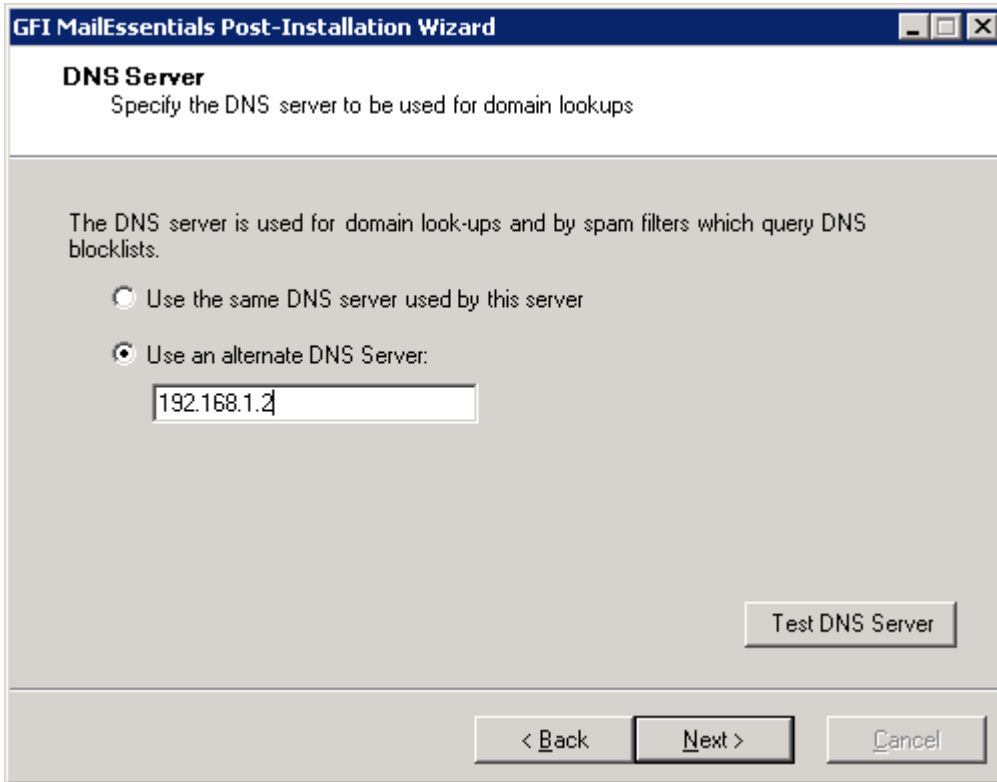 GFI MailEssentials Post-Installation Wizard
DNS Server
Specify the DNS server to be used for domain lookups
The DNS server is used for domain look-ups and by spam filters which query DNS
blocklists.
Use the same DNS server used by this server
Use an alternate DNS Server:
192.168.1.2
Test DNS Server
< Back
Next >
Cancel